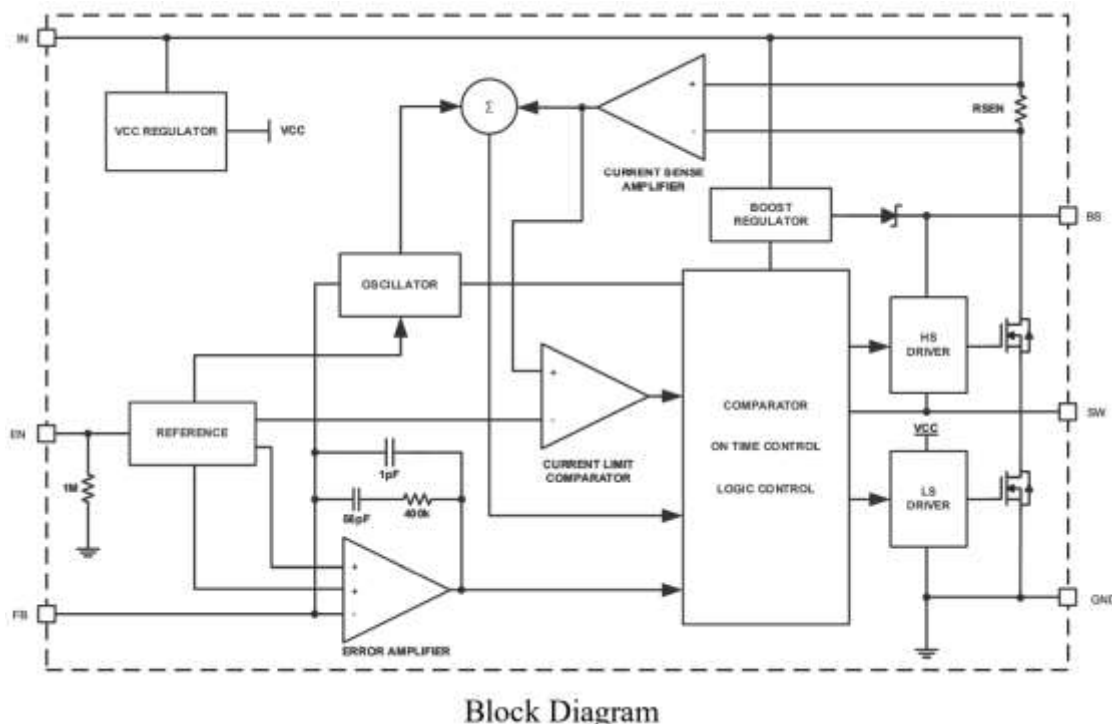 IN
VCC REGULATOR
VCC
Σ
+
-
RSEN
CURRENT SENSE
AMPLIFIER
BOOST
REGULATOR
BS
OSCILLATOR
HS
DRIVER
+
-
CURRENT LIMIT
COMPARATOR
COMPARATOR
ON TIME CONTROL
LOGIC CONTROL
SW
EN
REFERENCE
1M
1pF
56pF
400k
VCC
LS
DRIVER
+
+
-
FB
ERROR AMPLIFIER
GND
Block Diagram